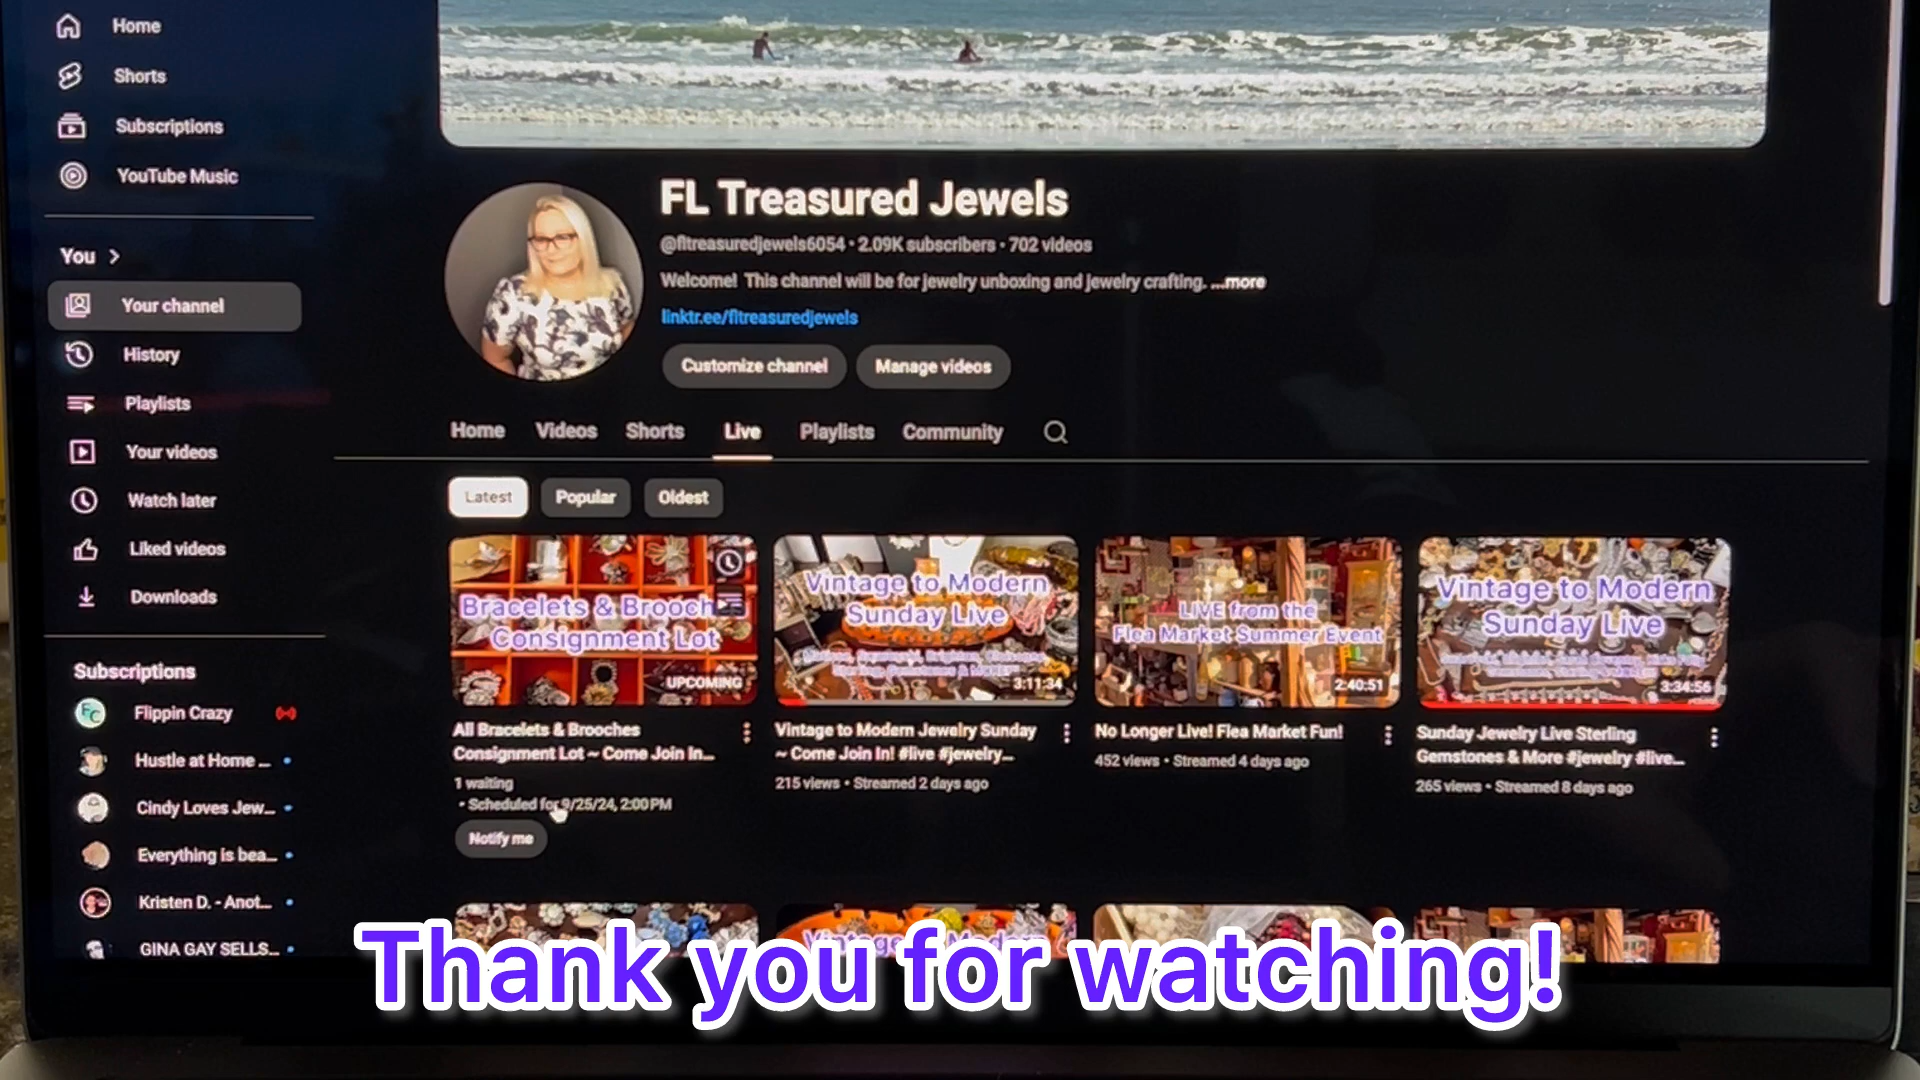 Home
Shorts
Subscriptions
YouTube Music
You
Your channel
History
Playlists
Your videos
Watch later
Liked videos
Downloads
Subscriptions
Flippin Crazy
Hustle at Home ...
Cindy Loves Jew...
Everything is bea...
Kristen D. - Anot...
GINA GAY SELLS...
FL Treasured Jewels
@fltreasuredjewels6054 • 2.09K subscribers • 702 videos
Welcome! This channel will be for jewelry unboxing and jewelry crafting. ...more
linktr.ee/fltreasuredjewels
Customize channel
Manage videos
Home Videos Shorts Live Playlists Community
Latest Popular Oldest
Bracelets & Brooch
Consignment Lot
UPCOMING
All Bracelets & Brooches
Consignment Lot ~ Come Join In...
1 waiting
• Scheduled for 9/25/24, 2:00 PM
Notify me
Vintage to Modern
Sunday Live
3:11:34
Vintage to Modern Jewelry Sunday
~ Come Join In! #live #jewelry...
215 views • Streamed 2 days ago
LIVE from the
Flea Market Summer Event
2:40:51
No Longer Live! Flea Market Fun!
452 views • Streamed 4 days ago
Vintage to Modern
Sunday Live
3:34:56
Sunday Jewelry Live Sterling
Gemstones & More #jewelry #live...
265 views • Streamed 8 days ago
Vintage to Modern
Thank you for watching!